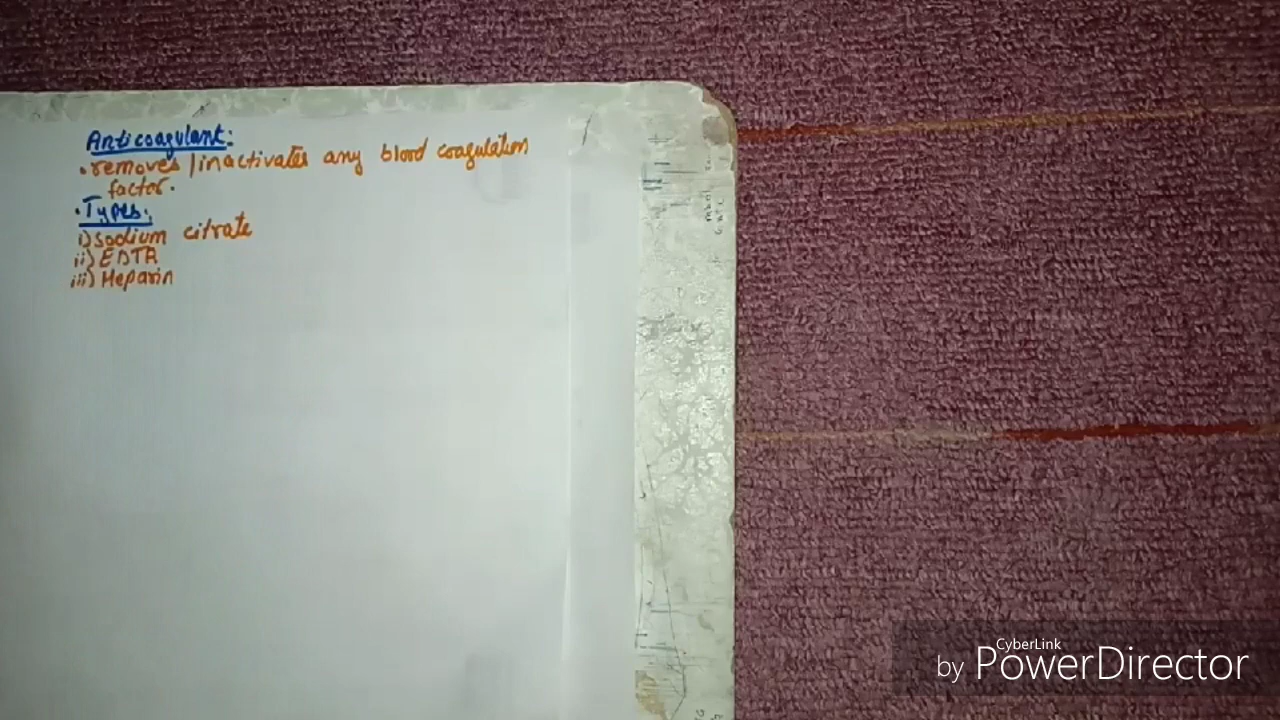 Anticoagulant:
.removes/inactivates any blood coagulation
factor.
.Types.
i) sodium citrate
ii) EDTA
iii) Heparin
CyberLink
by PowerDirector